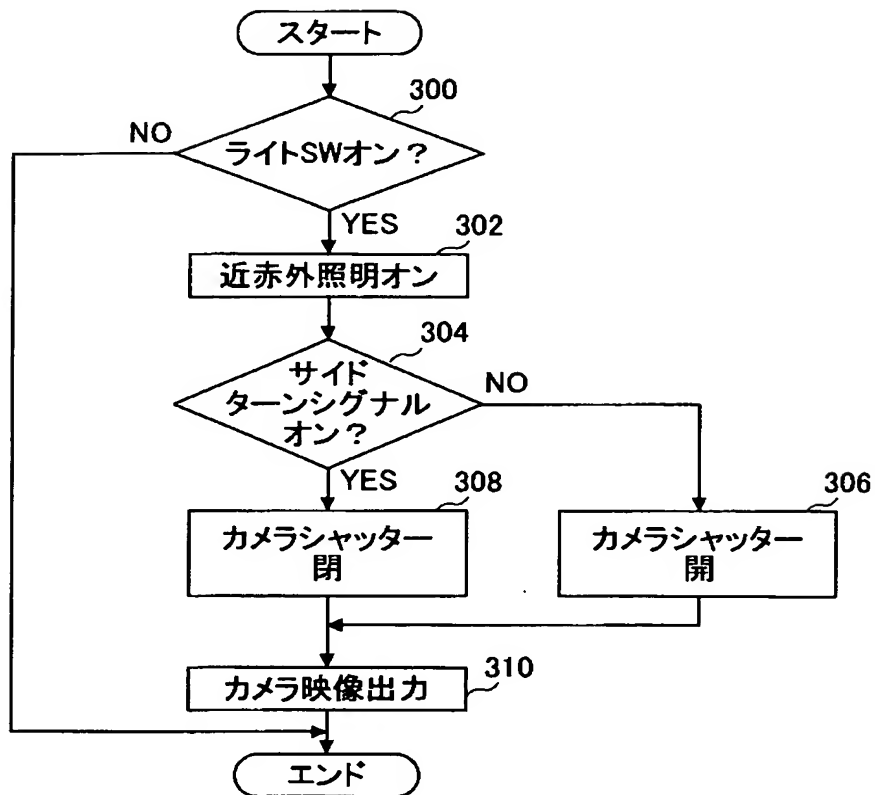 スタート
300
NO
ライトSWオン？
YES
302
近赤外照明オン
304
サイド
ターンシグナル
オン？
NO
YES
308
306
カメラシャッター
閉
カメラシャッター
開
カメラ映像出力
310
エンド